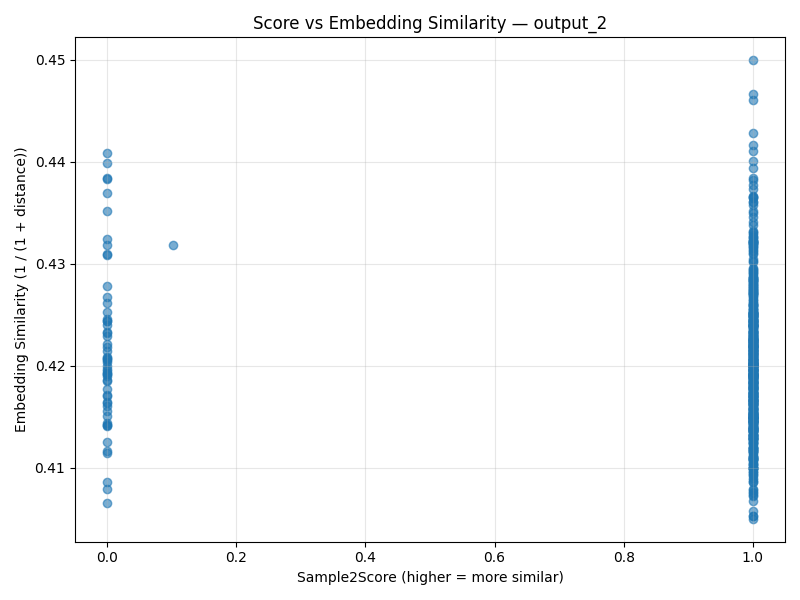 Score vs Embedding Similarity — output_2
Embedding Similarity (1 / (1 + distance))
0.45
0.44
0.43
0.42
0.41
0.0 0.2 0.4 0.6 0.8 1.0
Sample2Score (higher = more similar)